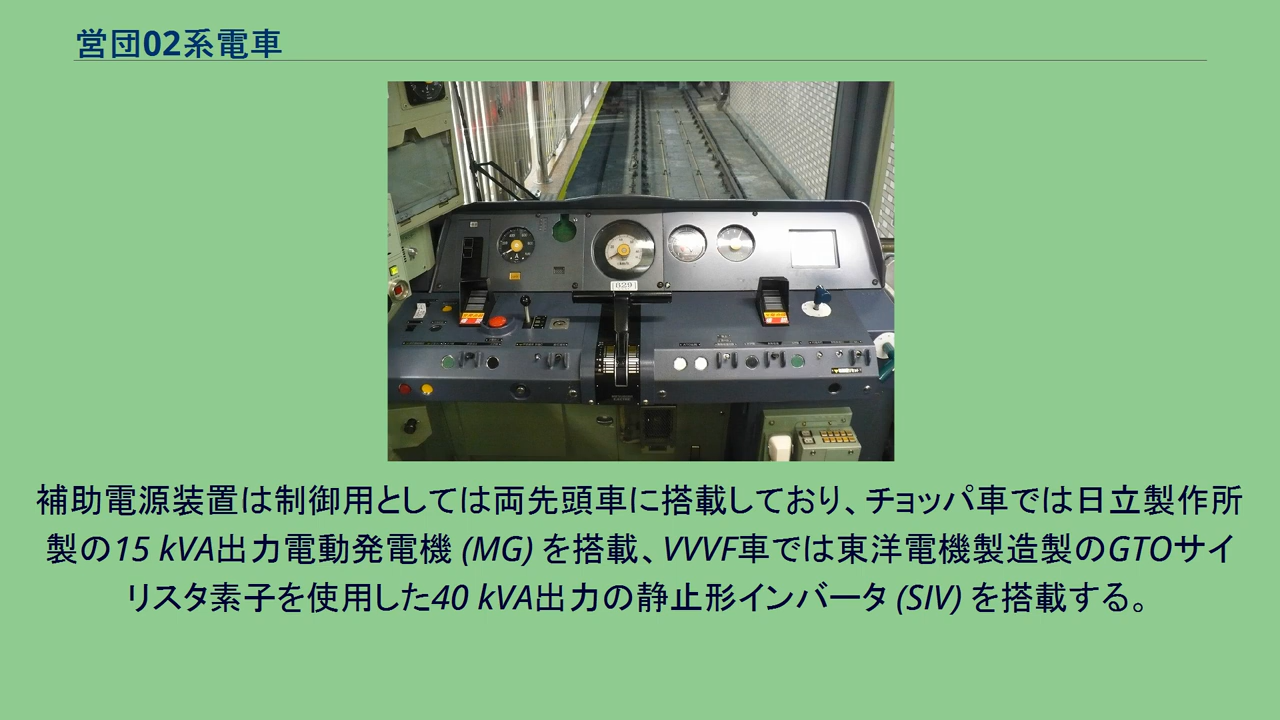 営団02系電車
補助電源装置は制御用としては両先頭車に搭載しており、チョッパ車では日立製作所
製の15 kVA出力電動発電機 (MG) を搭載、VVVF車では東洋電機製造製のGTOサイ
リスタ素子を使用した40 kVA出力の静止形インバータ (SIV) を搭載する。